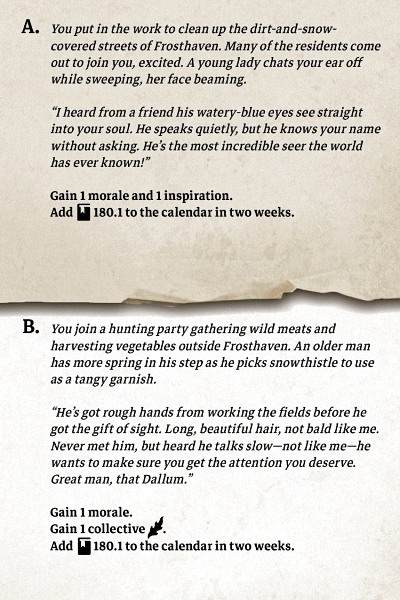 A. You put in the work to clean up the dirt-and-snow-
covered streets of Frosthaven. Many of the residents come
out to join you, excited. A young lady chats your ear off
while sweeping, her face beaming.
“I heard from a friend his watery-blue eyes see straight
into your soul. He speaks quietly, but he knows your name
without asking. He’s the most incredible seer the world
has ever known!”
Gain 1 morale and 1 inspiration.
Add 180.1 to the calendar in two weeks.
B. You join a hunting party gathering wild meats and
harvesting vegetables outside Frosthaven. An older man
has more spring in his step as he picks snowthistle to use
as a tangy garnish.
“He’s got rough hands from working the fields before he
got the gift of sight. Long, beautiful hair, not bald like me.
Never met him, but heard he talks slow—not like me—he
wants to make sure you get the attention you deserve.
Great man, that Dallum.”
Gain 1 morale.
Gain 1 collective .
Add 180.1 to the calendar in two weeks.